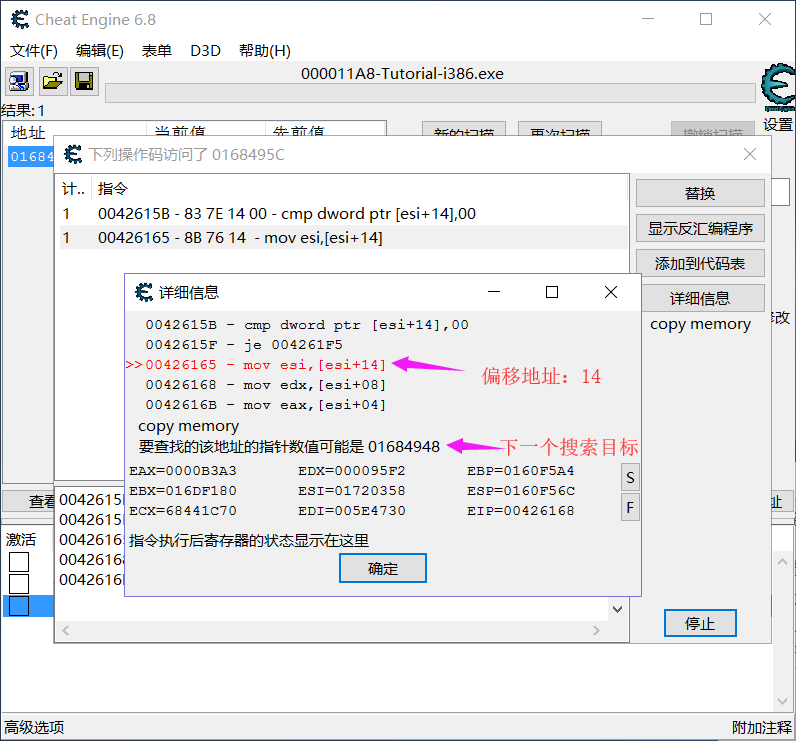 Cheat Engine 6.8
文件(F) 编辑(E) 表单 D3D 帮助(H)
000011A8-Tutorial-i386.exe
结果: 1
设置
地址 当前值 先前值
新的扫描 再次扫描 撤销扫描
01684
下列操作码访问了 0168495C
计.. 指令
1 0042615B - 83 7E 14 00 - cmp dword ptr [esi+14],00
1 00426165 - 8B 76 14 - mov esi,[esi+14]
替换
显示反汇编程序
添加到代码表
详细信息
copy memory
修改
详细信息
0042615B - cmp dword ptr [esi+14],00
0042615F - je 004261F5
>>00426165 - mov esi,[esi+14]
偏移地址：14
00426168 - mov edx,[esi+08]
0042616B - mov eax,[esi+04]
copy memory
要查找的该地址的指针数值可能是 01684948
下一个搜索目标
EAX=0000B3A3 EDX=000095F2 EBP=0160F5A4
EBX=016DF180 ESI=01720358 ESP=0160F56C
ECX=68441C70 EDI=005E4730 EIP=00426168
S
F
指令执行后寄存器的状态显示在这里
确定
查看
址
激活
停止
高级选项 附加注释